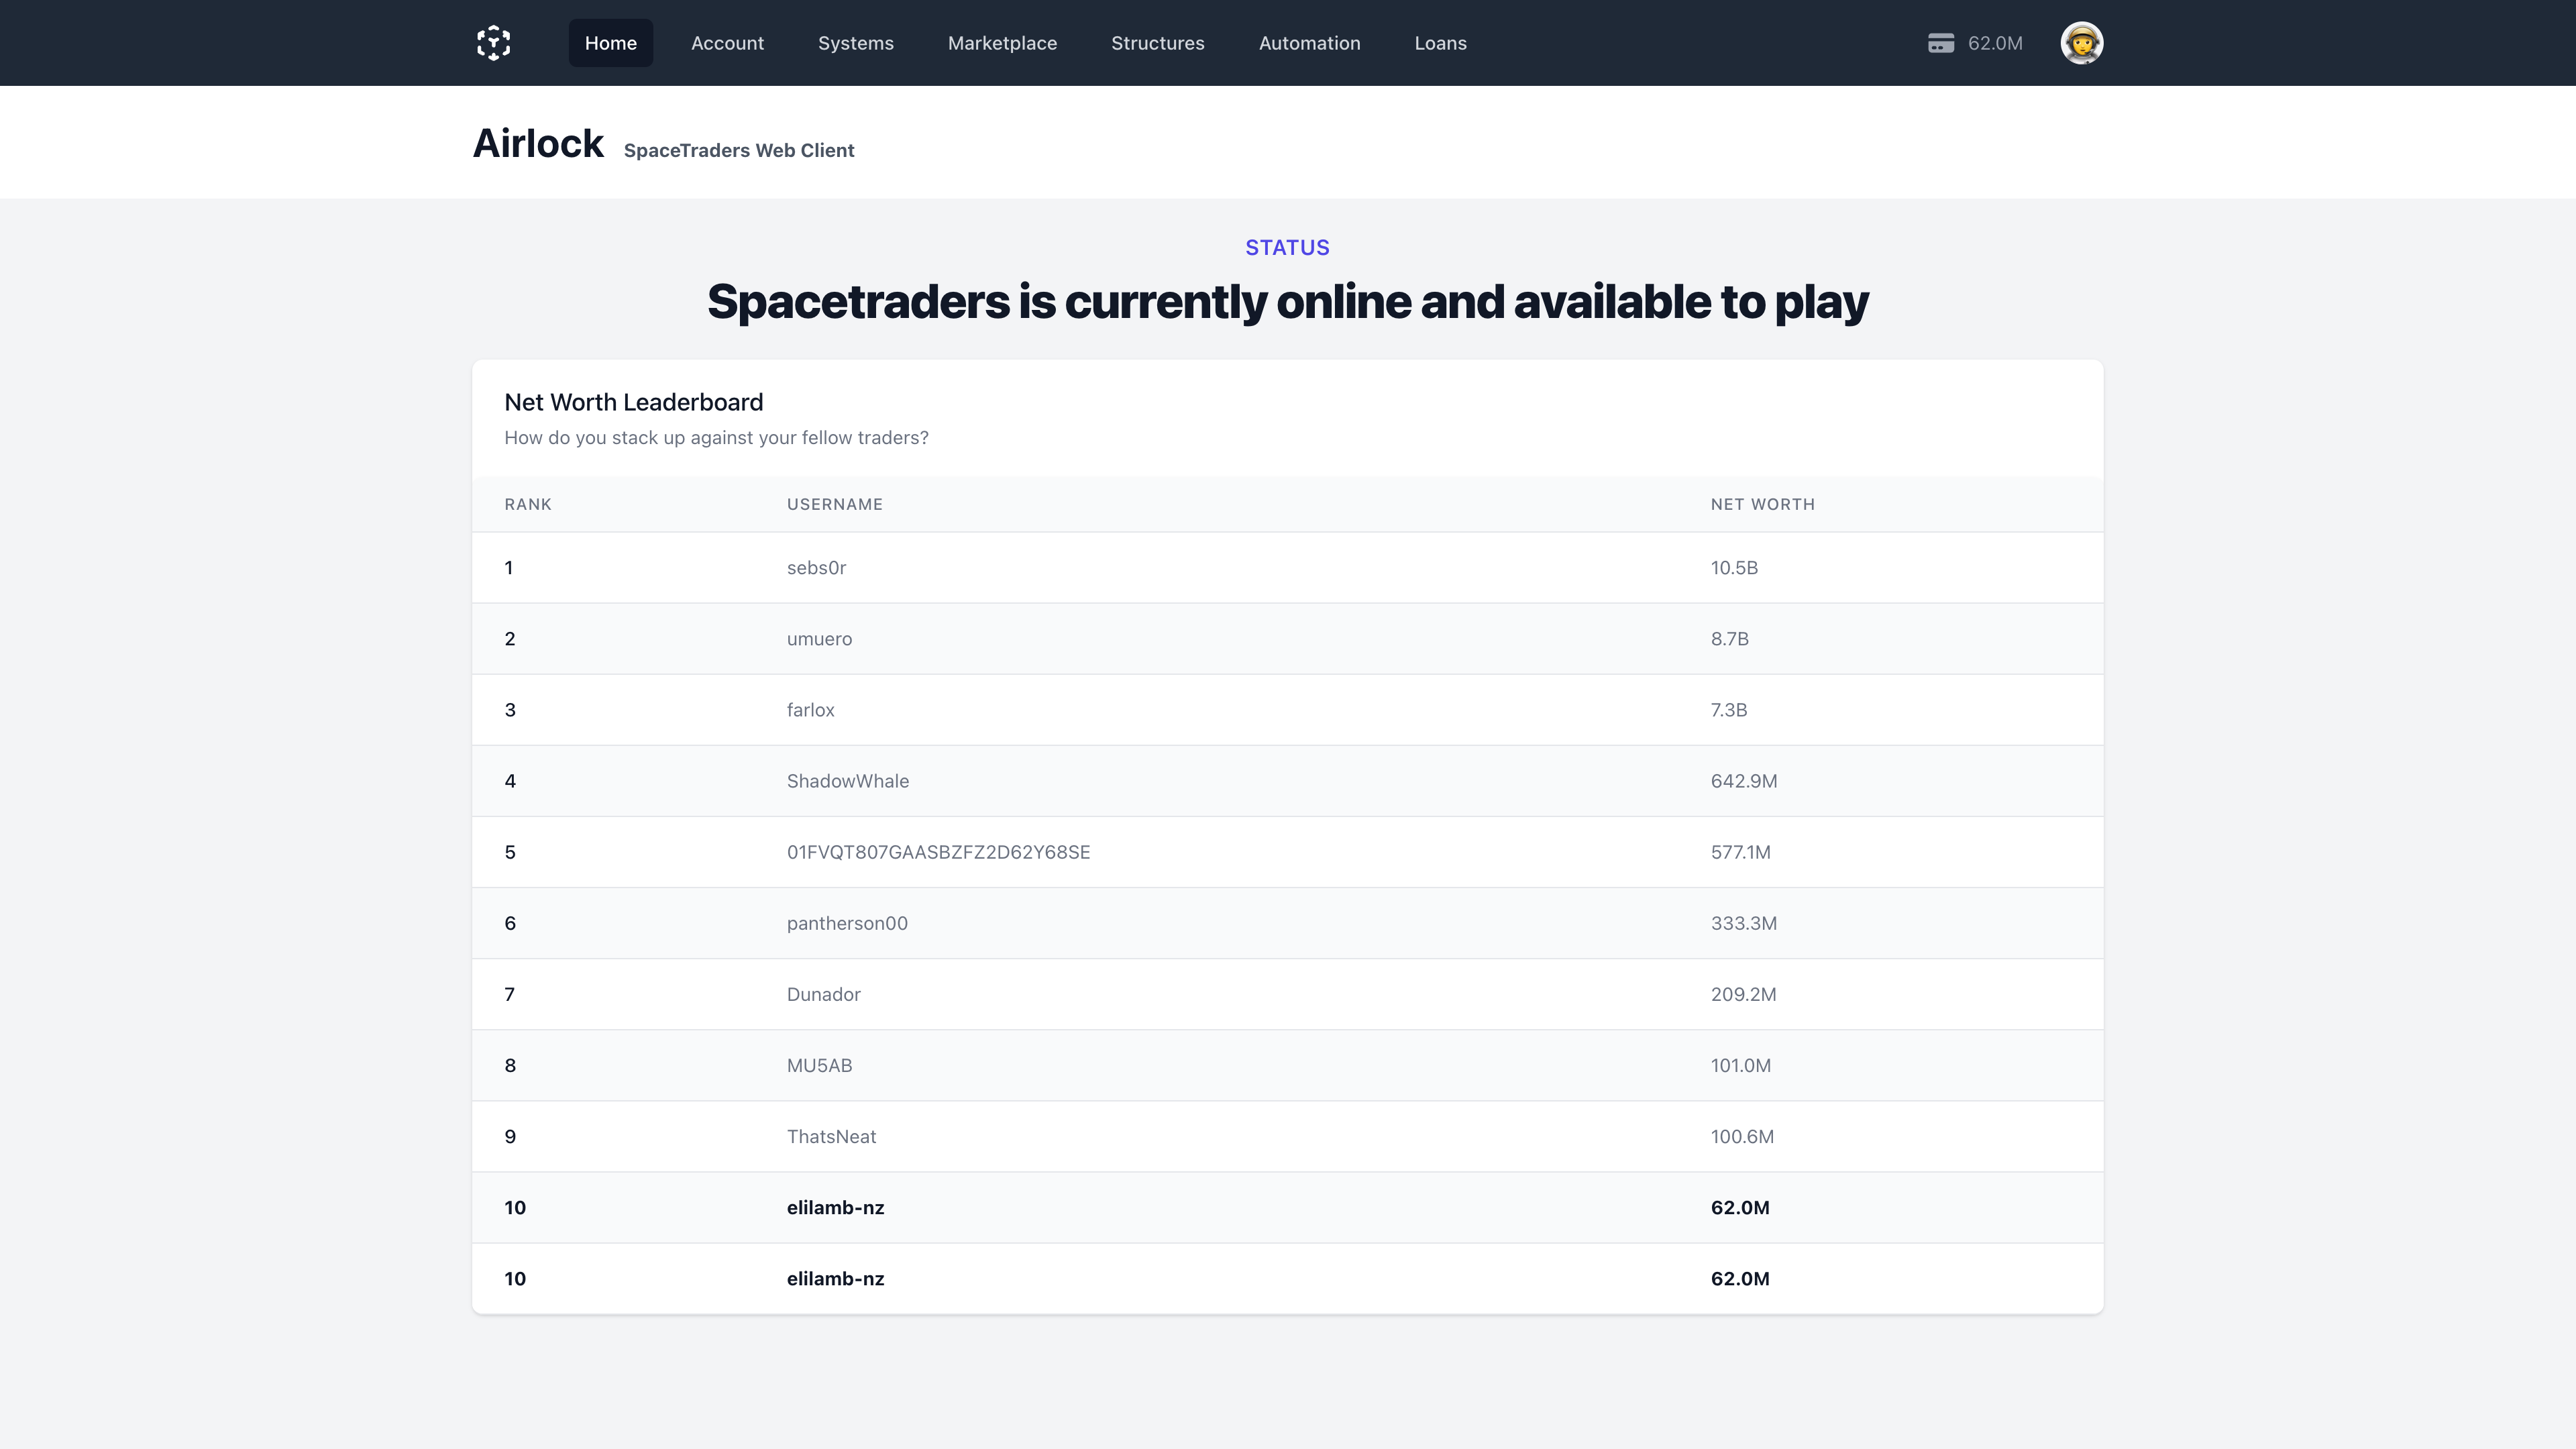 Home Account Systems Marketplace Structures Automation Loans 62.0M
Airlock SpaceTraders Web Client
STATUS
Spacetraders is currently online and available to play
Net Worth Leaderboard
How do you stack up against your fellow traders?
RANK USERNAME NET WORTH
1 sebs0r 10.5B
2 umuero 8.7B
3 farlox 7.3B
4 ShadowWhale 642.9M
5 01FVQT807GAASBZFZ2D62Y68SE 577.1M
6 pantherson00 333.3M
7 Dunador 209.2M
8 MU5AB 101.0M
9 ThatsNeat 100.6M
10 elilamb-nz 62.0M
10 elilamb-nz 62.0M